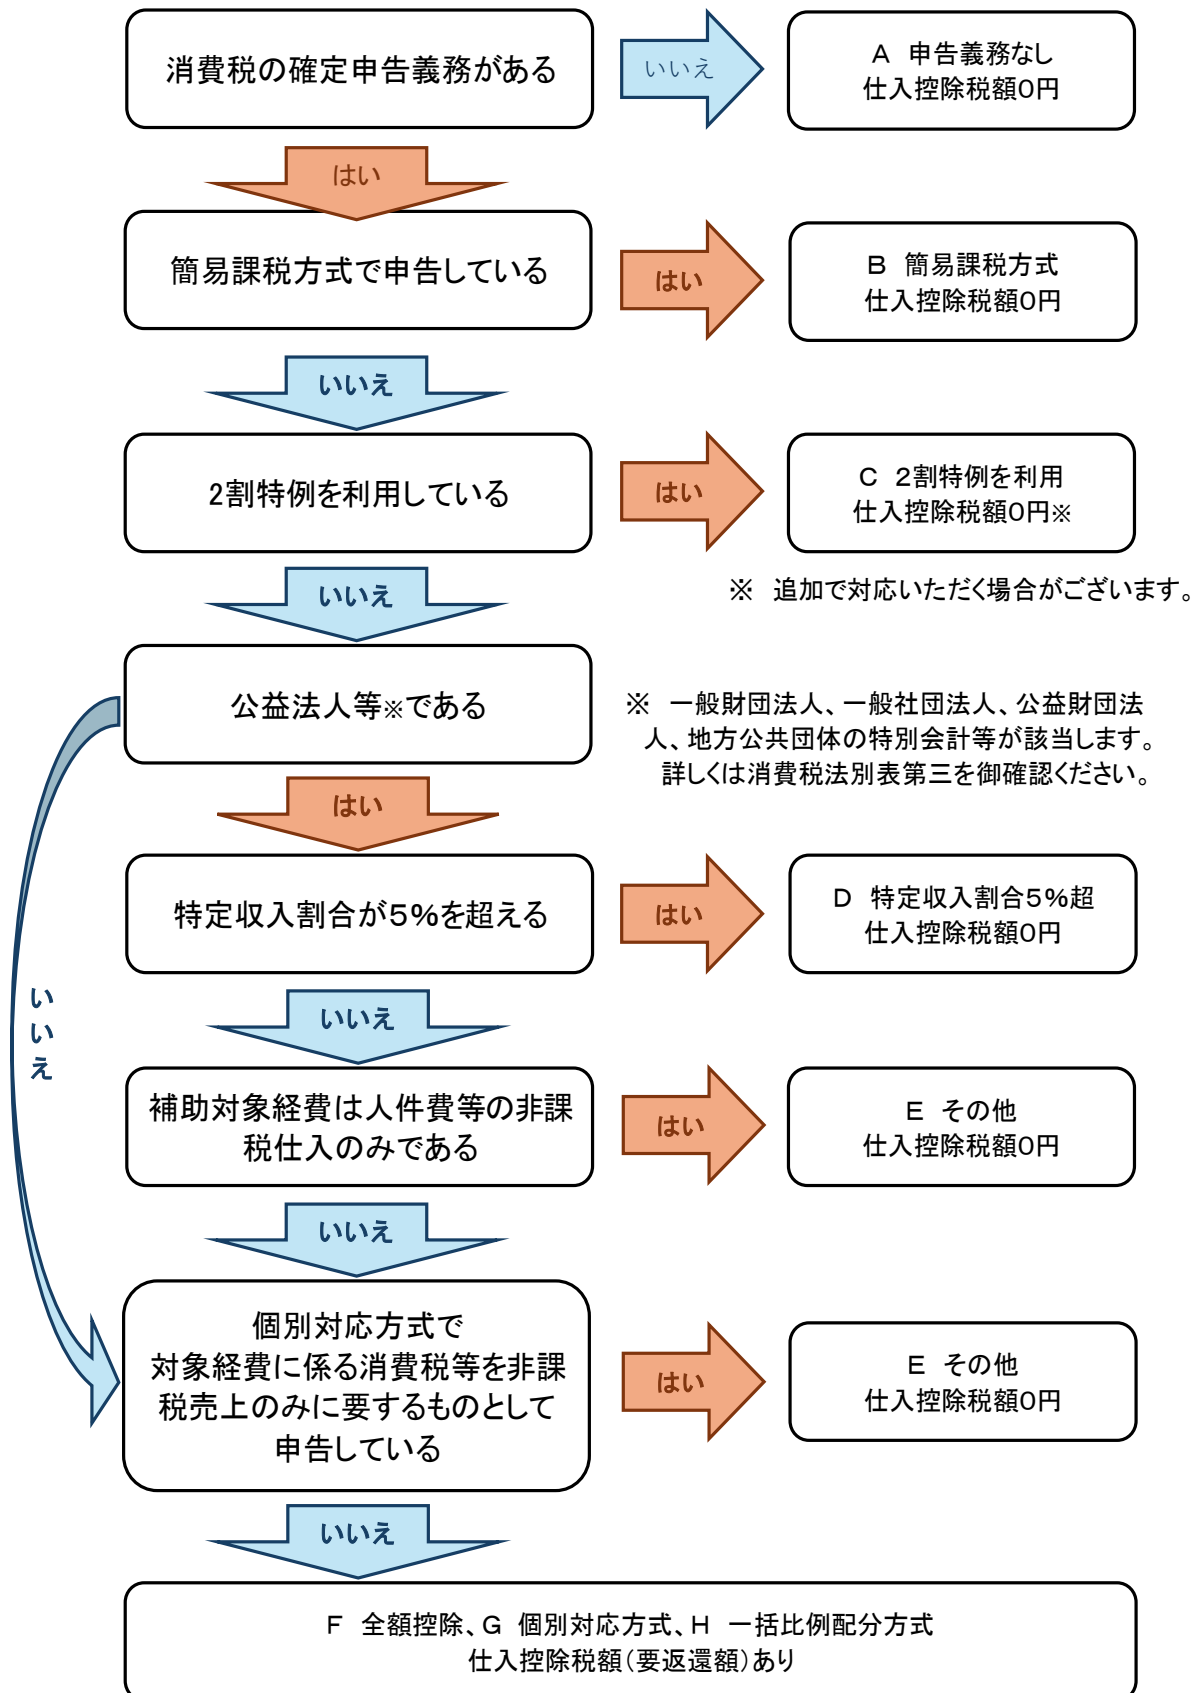 消費税の確定申告義務がある
いいえ
A　申告義務なし
仕入控除税額0円
はい
簡易課税方式で申告している
はい
B　簡易課税方式
仕入控除税額0円
いいえ
2割特例を利用している
はい
C　2割特例を利用
仕入控除税額0円※
※　追加で対応いただく場合がございます。
いいえ
公益法人等※である
※　一般財団法人、一般社団法人、公益財団法
人、地方公共団体の特別会計等が該当します。
詳しくは消費税法別表第三を御確認ください。
はい
特定収入割合が5%を超える
はい
D　特定収入割合5%超
仕入控除税額0円
いいえ
いいえ
補助対象経費は人件費等の非課
税仕入のみである
はい
E　その他
仕入控除税額0円
いいえ
個別対応方式で
対象経費に係る消費税等を非課
税売上のみに要するものとして
申告している
はい
E　その他
仕入控除税額0円
いいえ
F　全額控除、G　個別対応方式、H　一括比例配分方式
仕入控除税額(要返還額)あり